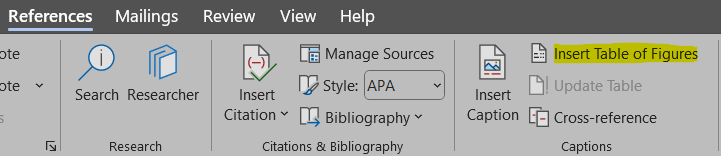 References Mailings Review View Help
ote
ote
s
Search
Researcher
Research
Insert
Citation
Manage Sources
Style: APA
Bibliography
Citations & Bibliography
Insert
Caption
Insert Table of Figures
Update Table
Cross-reference
Captions